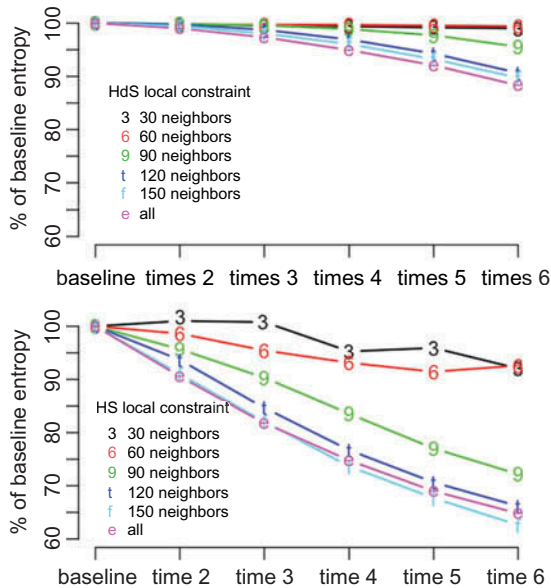 100
90
80
70
60
% of baseline entropy
HdS local constraint
3 30 neighbors
6 60 neighbors
9 90 neighbors
t 120 neighbors
f 150 neighbors
e all
baseline times 2 times 3 times 4 times 5 times 6
100
90
80
70
60
% of baseline entropy
HS local constraint
3 30 neighbors
6 60 neighbors
9 90 neighbors
t 120 neighbors
f 150 neighbors
e all
baseline time 2 time 3 time 4 time 5 time 6